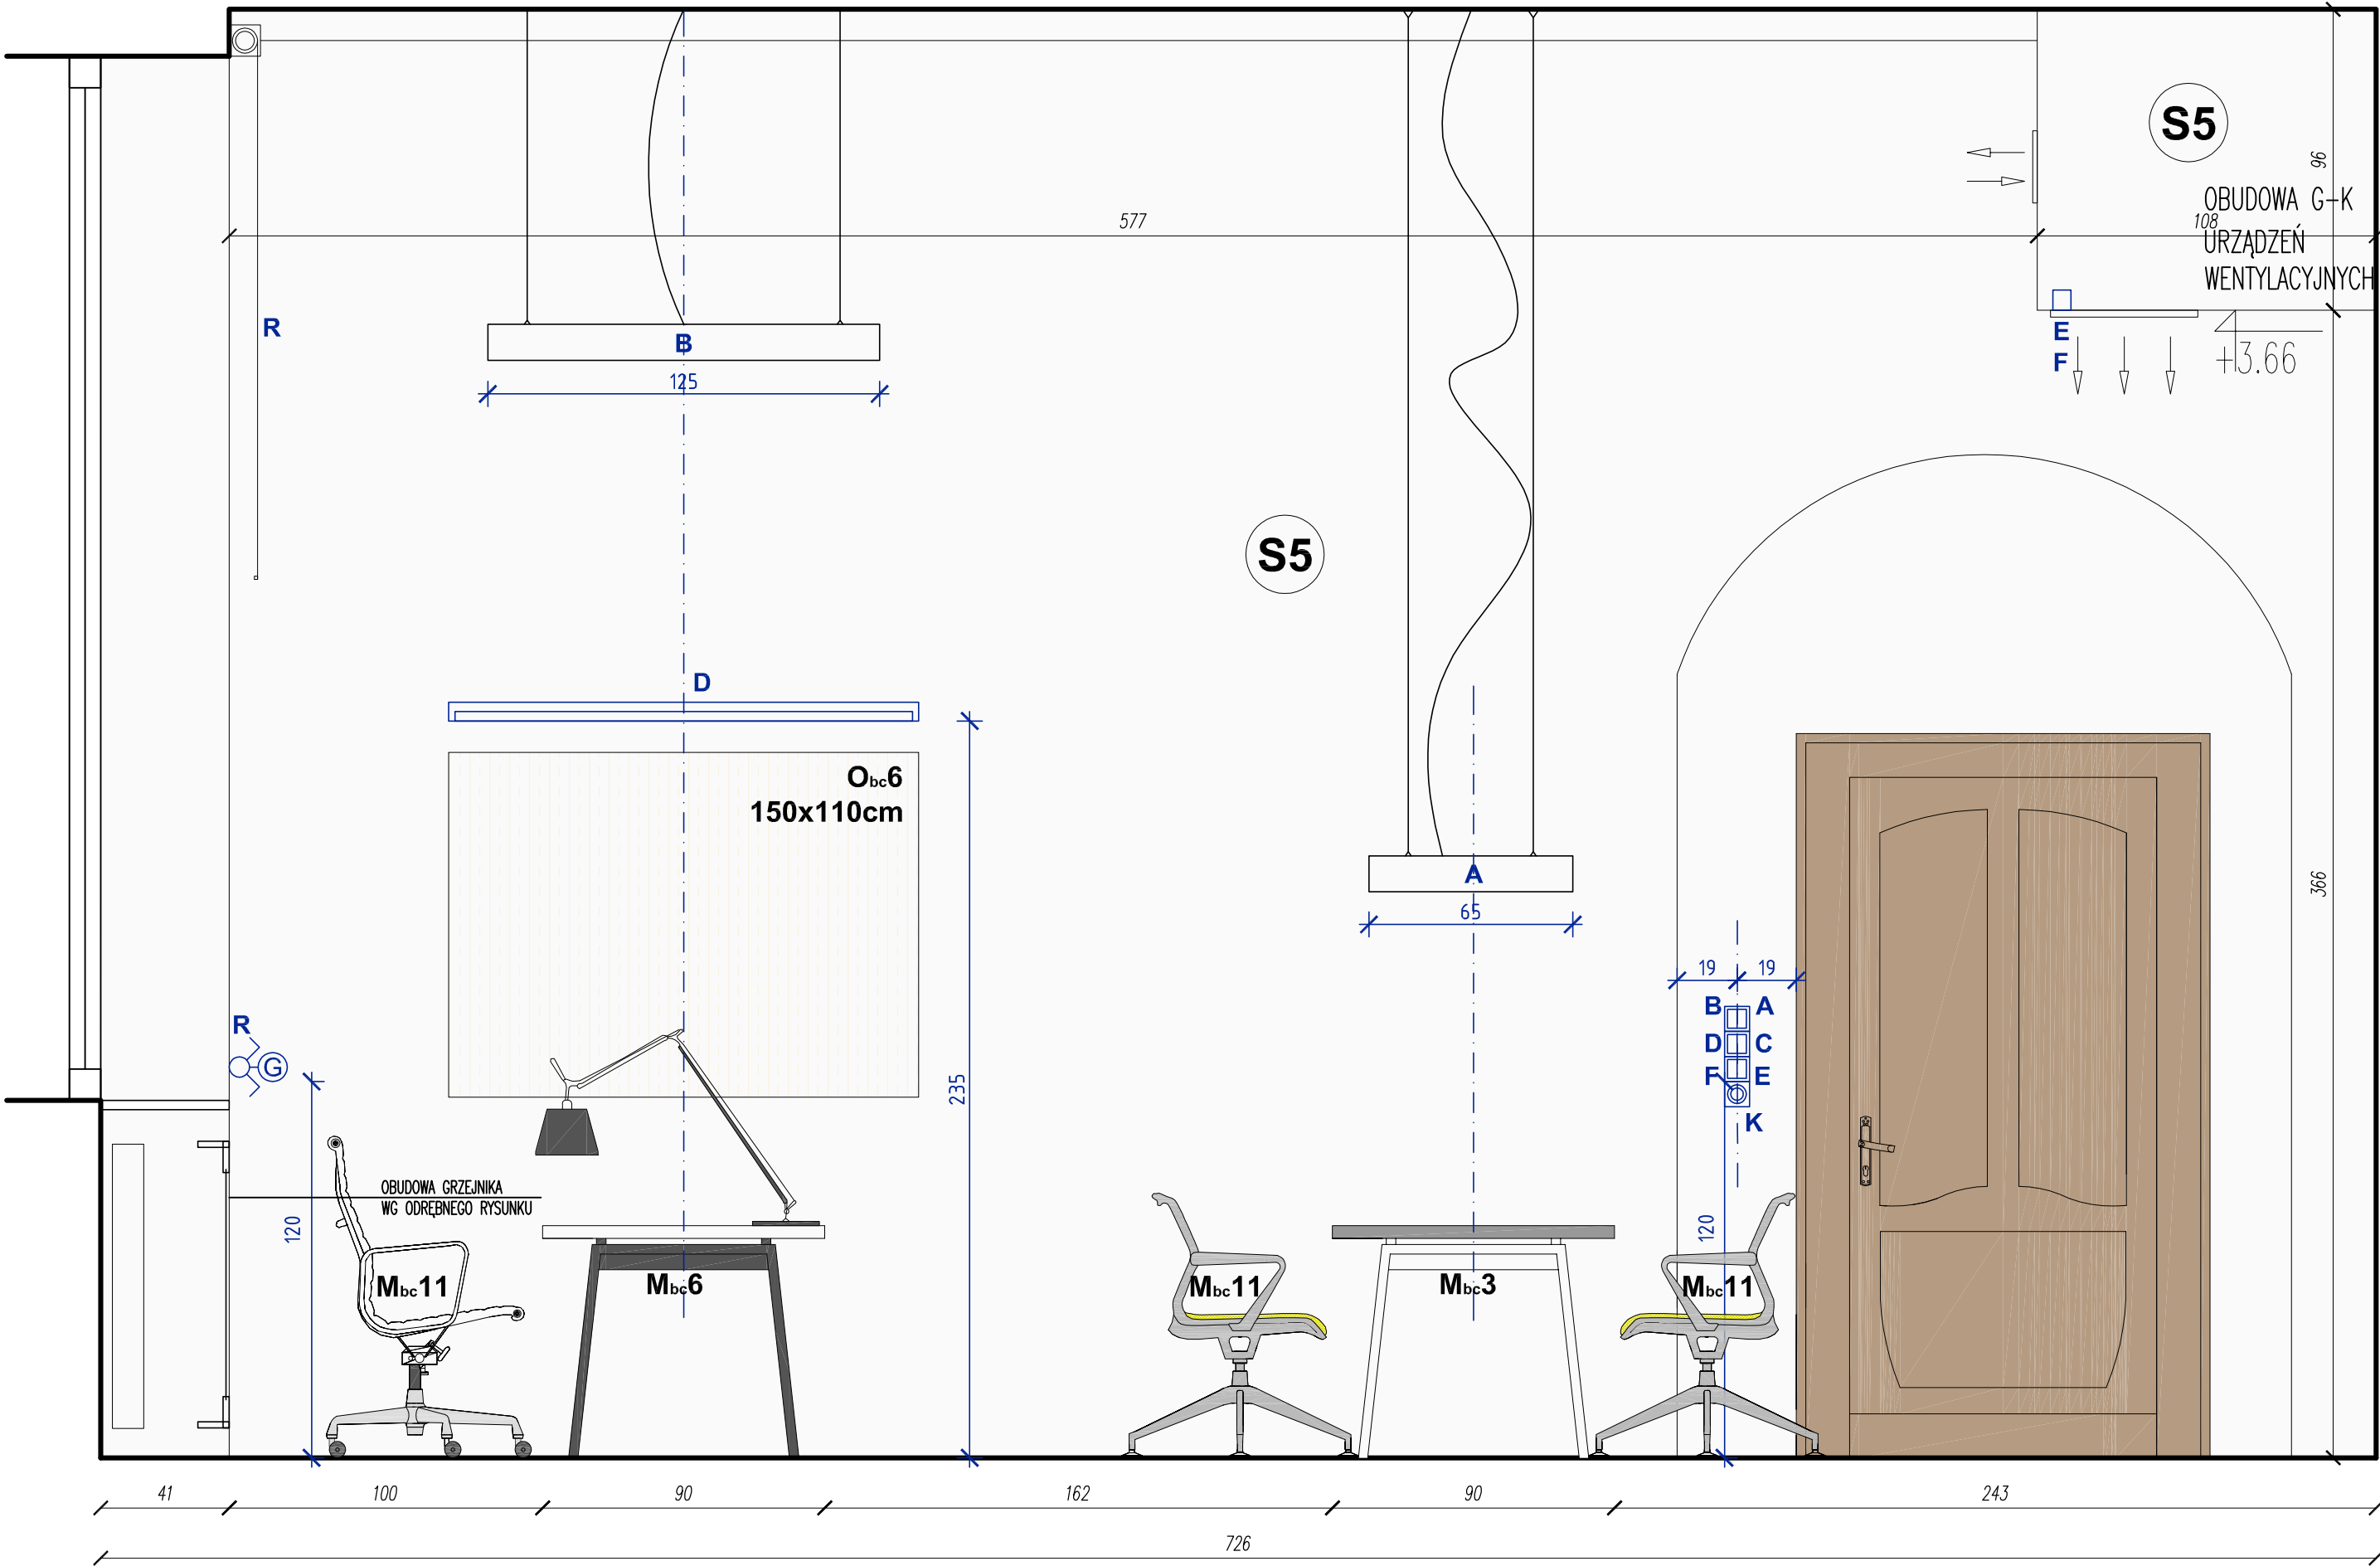 S5
96
OBUDOWA G-K
108
URZĄDZEŃ
WENTYLACYJNYCH
577
R
B
E
F
+3.66
125
S5
D
Obc6
150x110cm
A
366
65
19 19
B A
D C
F E
K
R
G
235
OBUDOWA GRZEJNIKA
WG ODRĘBNEGO RYSUNKU
120
120
Mbc11
Mbc6
Mbc11
Mbc3
Mbc11
41 100 90 162 90 243
726